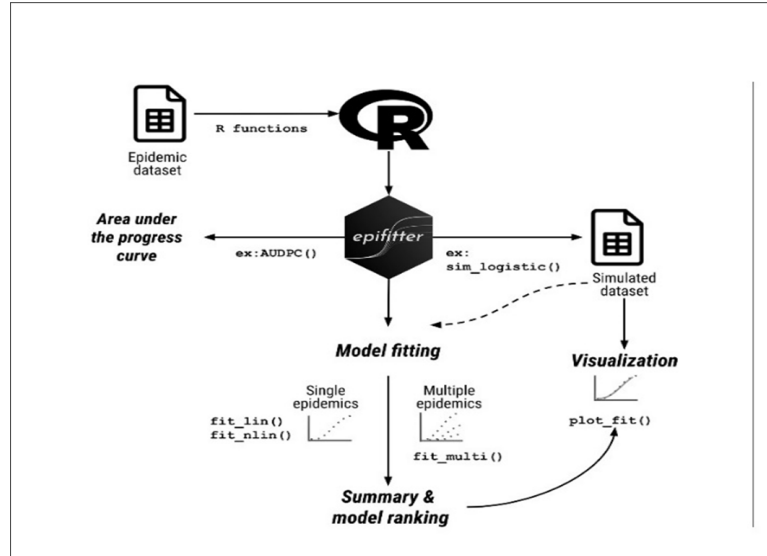 R functions
Epidemic
dataset
R
Area under
the progress
curve
ex:AUDPC()
epifitter
ex:
sim_logistic()
Simulated
dataset
Model fitting
Visualization
Single
epidemics
Multiple
epidemics
fit_lin()
fit_nlin()
plot_fit()
fit_multi()
Summary &
model ranking